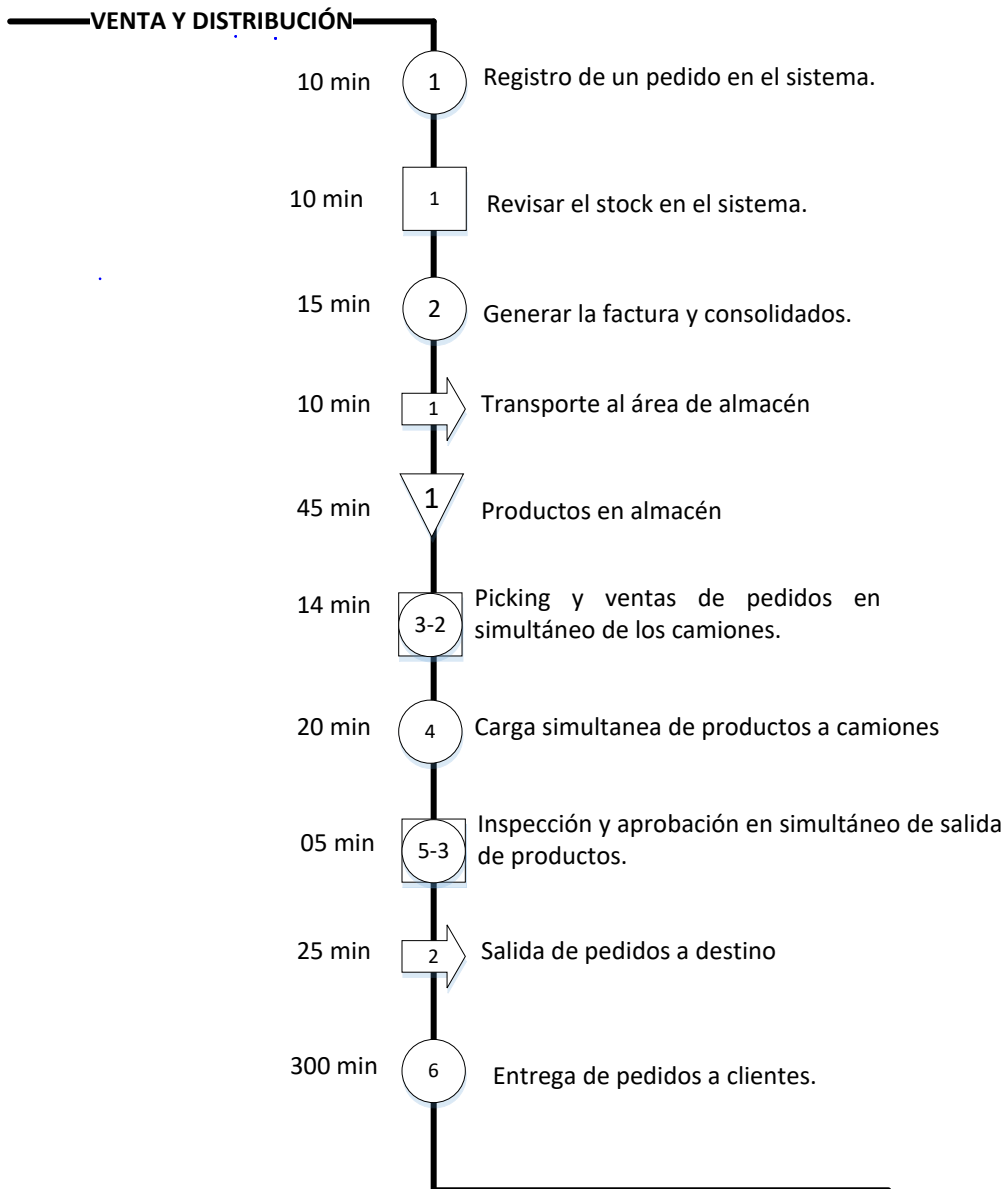 VENTA Y DISTRIBUCIÓN
10 min 1 Registro de un pedido en el sistema.
10 min 1 Revisar el stock en el sistema.
15 min 2 Generar la factura y consolidados.
10 min 1 Transporte al área de almacén
45 min 1 Productos en almacén
14 min 3-2 Picking y ventas de pedidos en
simultáneo de los camiones.
20 min 4 Carga simultanea de productos a camiones
05 min 5-3 Inspección y aprobación en simultáneo de salida
de productos.
25 min 2 Salida de pedidos a destino
300 min 6 Entrega de pedidos a clientes.